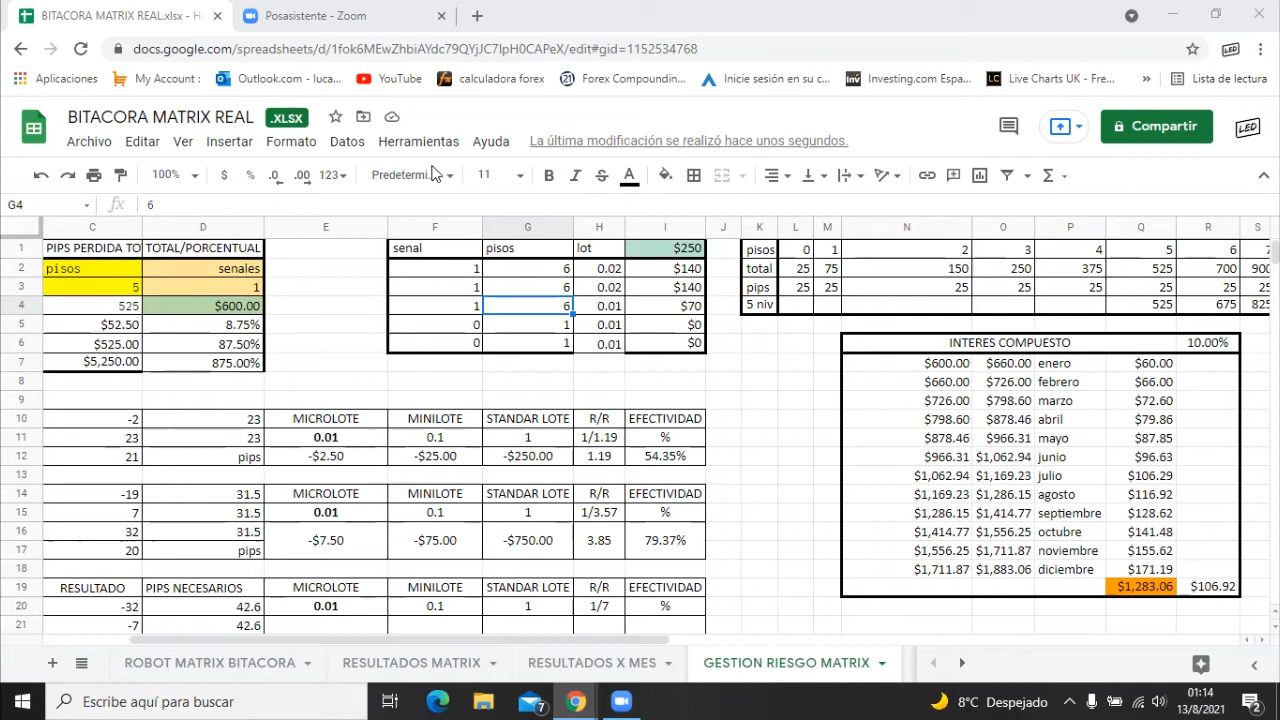 BITACORA MATRIX REAL.xlsx - H
Posasistente - Zoom
docs.google.com/spreadsheets/d/1fok6MEwZhbiAYdc79QYjJC7IpH0CAPeX/edit#gid=1152534768
Aplicaciones My Account : Outlook.com - luca... YouTube calculadora forex Forex Compoundin... Inicie sesión en su c... Investing.com Espa... Live Charts UK - Fre... » Lista de lectura
BITACORA MATRIX REAL .XLSX
Compartir LED
Archivo Editar Ver Insertar Formato Datos Herramientas Ayuda La última modificación se realizó hace unos segundos.
100% $ % .0 .00 123 Predetermi... 11 B I S A Σ
G4 fx 6
C D E F G H I J K L M N O P Q R S
1 PIPS PERDIDA TO TOTAL/PORCENTUAL senal pisos lot $250 pisos 0 1 2 3 4 5 6 7
2 pisos senales 1 6 0.02 $140 total 25 75 150 250 375 525 700 900
3 5 1 1 6 0.02 $140 pips 25 25 25 25 25 25 25 25
4 525 $600.00 1 6 0.01 $70 5 niv 525 675 825
5 $52.50 8.75% 0 1 0.01 $0
6 $525.00 87.50% 0 1 0.01 $0 INTERES COMPUESTO 10.00%
7 $5,250.00 875.00% $600.00 $660.00 enero $60.00
8 $660.00 $726.00 febrero $66.00
9 $726.00 $798.60 marzo $72.60
10 -2 23 MICROLOTE MINILOTE STANDAR LOTE R/R EFECTIVIDAD $798.60 $878.46 abril $79.86
11 23 23 0.01 0.1 1 1/1.19 % $878.46 $966.31 mayo $87.85
12 21 pips -$2.50 -$25.00 -$250.00 1.19 54.35% $966.31 $1,062.94 junio $96.63
13 $1,062.94 $1,169.23 julio $106.29
14 -19 31.5 MICROLOTE MINILOTE STANDAR LOTE R/R EFECTIVIDAD $1,169.23 $1,286.15 agosto $116.92
15 7 31.5 0.01 0.1 1 1/3.57 % $1,286.15 $1,414.77 septiembre $128.62
16 32 31.5 -$7.50 -$75.00 -$750.00 3.85 79.37% $1,414.77 $1,556.25 octubre $141.48
17 20 pips $1,556.25 $1,711.87 noviembre $155.62
18 $1,711.87 $1,883.06 diciembre $171.19
19 RESULTADO PIPS NECESARIOS MICROLOTE MINILOTE STANDAR LOTE R/R EFECTIVIDAD $1,283.06 $106.92
20 -32 42.6 0.01 0.1 1 1/7 %
21 -7 42.6
ROBOT MATRIX BITACORA RESULTADOS MATRIX RESULTADOS X MES GESTION RIESGO MATRIX
Escribe aquí para buscar 7 8°C Despejado 01:14
13/8/2021 2